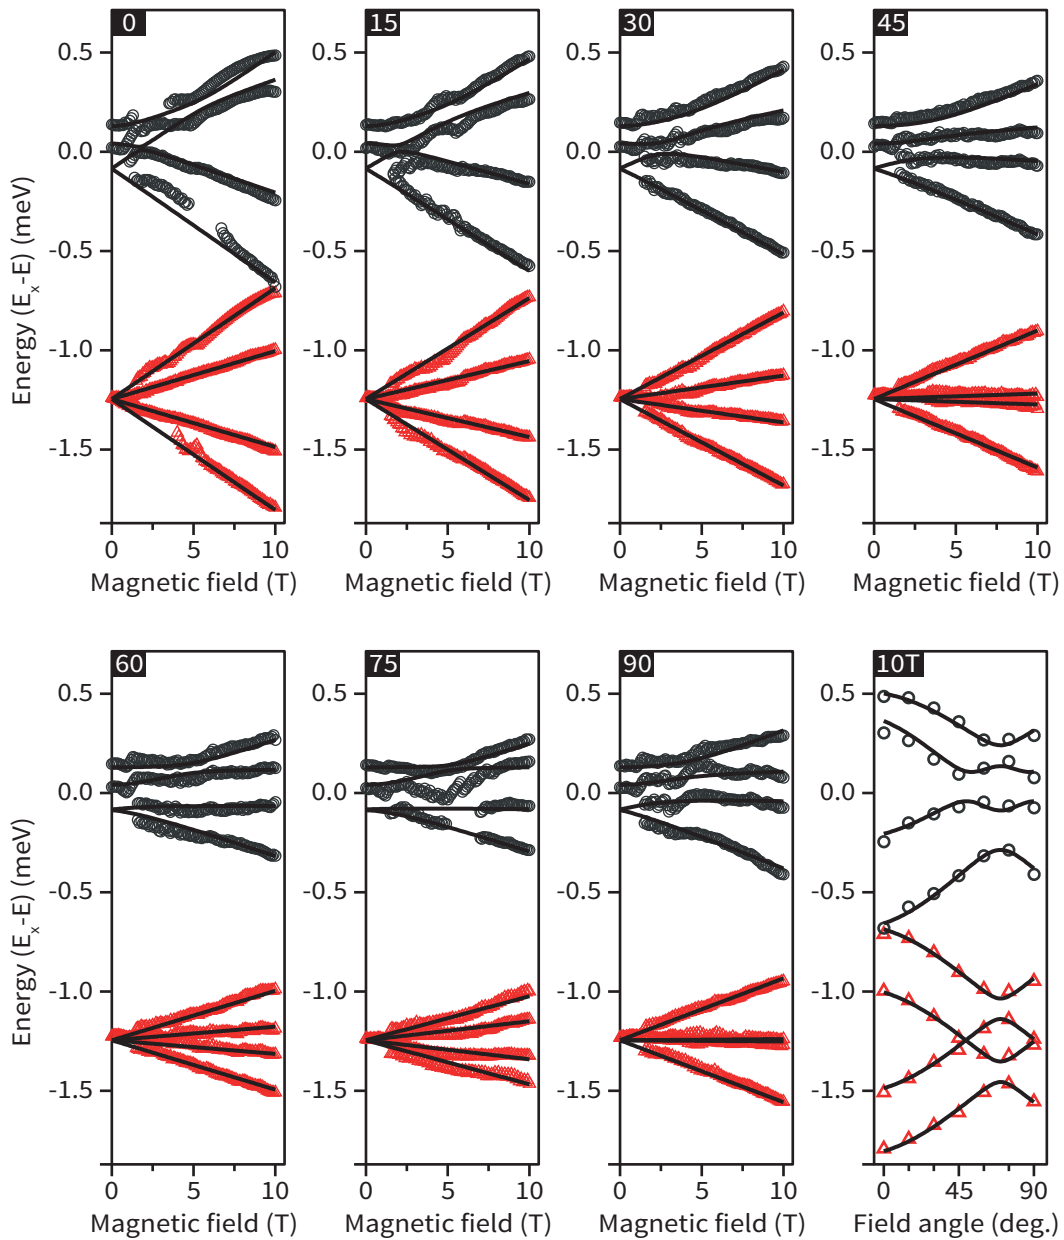 0 15 30 45
Energy (E_x-E) (meV)
0.5 0.5 0.5 0.5
0.0 0.0 0.0 0.0
-0.5 -0.5 -0.5 -0.5
-1.0 -1.0 -1.0 -1.0
-1.5 -1.5 -1.5 -1.5
0 5 10 0 5 10 0 5 10 0 5 10
Magnetic field (T) Magnetic field (T) Magnetic field (T) Magnetic field (T)
60 75 90 10T
Energy (E_x-E) (meV)
0.5 0.5 0.5 0.5
0.0 0.0 0.0 0.0
-0.5 -0.5 -0.5 -0.5
-1.0 -1.0 -1.0 -1.0
-1.5 -1.5 -1.5 -1.5
0 5 10 0 5 10 0 5 10 0 45 90
Magnetic field (T) Magnetic field (T) Magnetic field (T) Field angle (deg.)